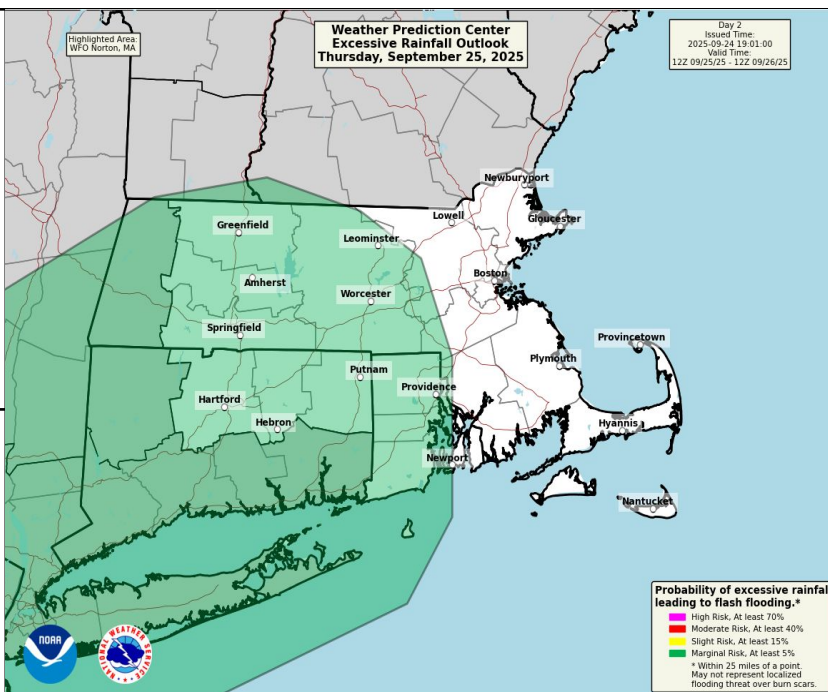 Highlighted Area:
WFO Norton, MA
Weather Prediction Center
Excessive Rainfall Outlook
Thursday, September 25, 2025
Day 2
Issued Time:
2025-09-24 19:01:00
Valid Time:
12Z 09/25/25 - 12Z 09/26/25
Newburyport
Lowell
Gloucester
Greenfield
Leominster
Boston
Amherst
Worcester
Springfield
Provincetown
Plymouth
Putnam
Providence
Hartford
Hebron
Hyannis
Newport
Nantucket
Probability of excessive rainfal
leading to flash flooding.*
High Risk, At least 70%
Moderate Risk, At least 40%
Slight Risk, At least 15%
Marginal Risk, At least 5%
* Within 25 miles of a point.
May not represent localized
flooding threat over burn scars.
NOAA
NATIONAL WEATHER SERVICE